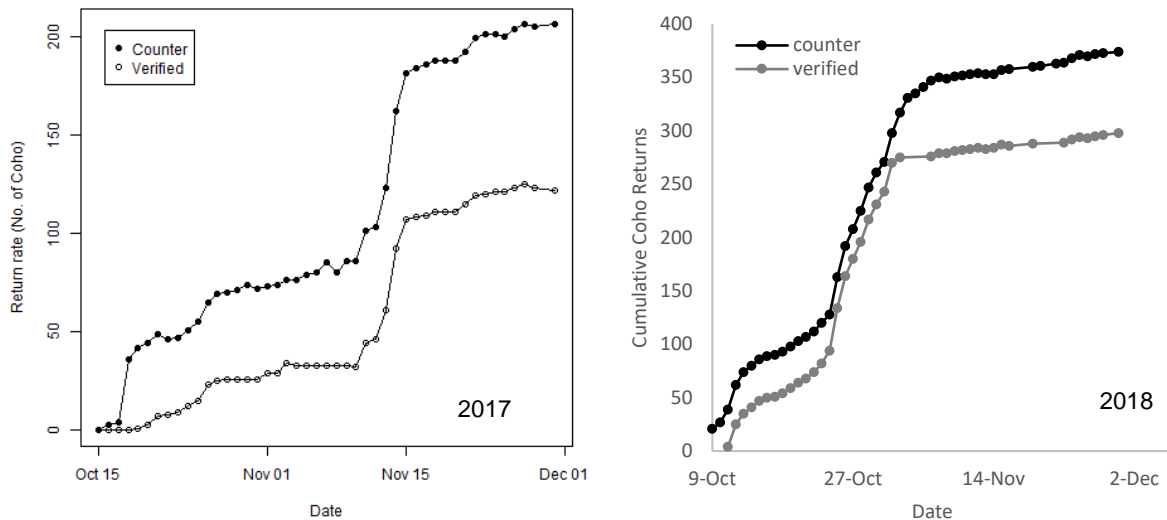 Counter
Verified
2017
Return rate (No. of Coho)
0
50
100
150
200
Oct 15
Nov 01
Nov 15
Dec 01
Date
counter
verified
2018
Cumulative Coho Returns
400
350
300
250
200
150
100
50
0
9-Oct
27-Oct
14-Nov
2-Dec
Date